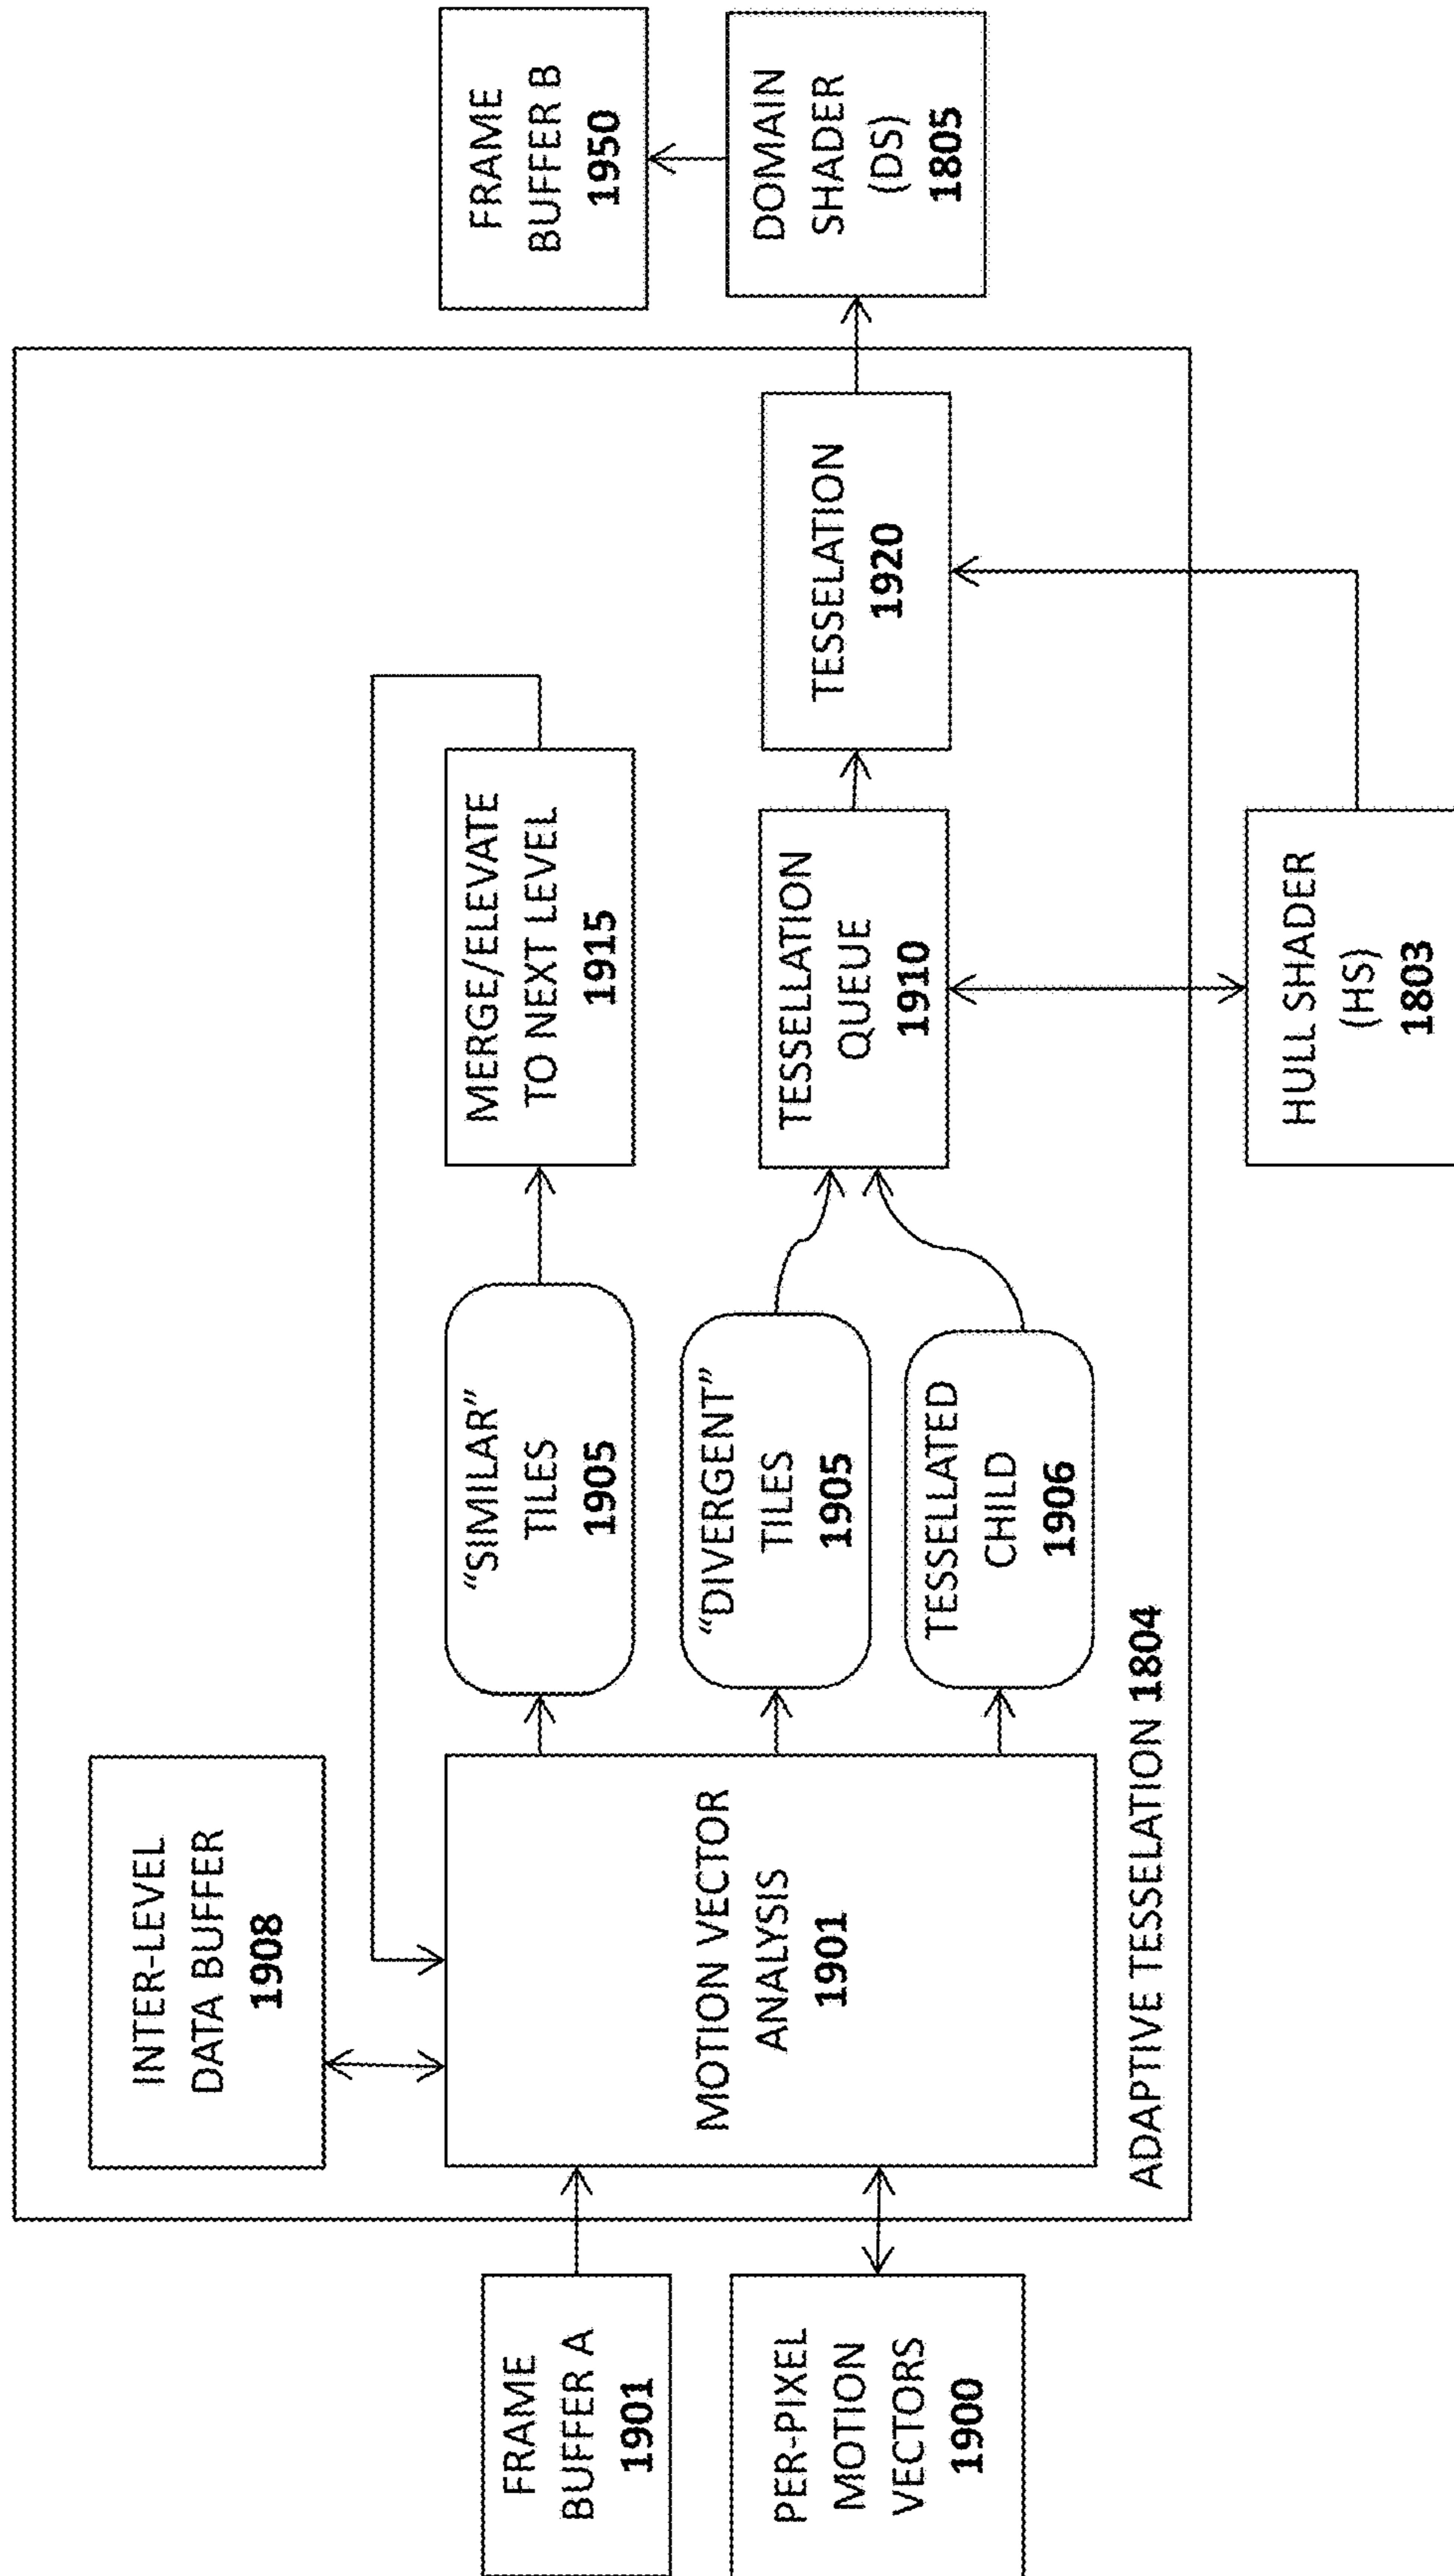 FRAME
BUFFER A
1901
PER-PIXEL
MOTION
VECTORS
1900
INTER-LEVEL
DATA BUFFER
1908
MOTION VECTOR
ANALYSIS
1901
"SIMILAR"
TILES
1905
"DIVERGENT"
TILES
1905
TESSELLATED
CHILD
1906
ADAPTIVE TESSELATION 1804
MERGE/ELEVATE
TO NEXT LEVEL
1915
TESSELLATION
QUEUE
1910
HULL SHADER
(HS)
1803
TESSELATION
1920
FRAME
BUFFER B
1950
DOMAIN
SHADER
(DS)
1805